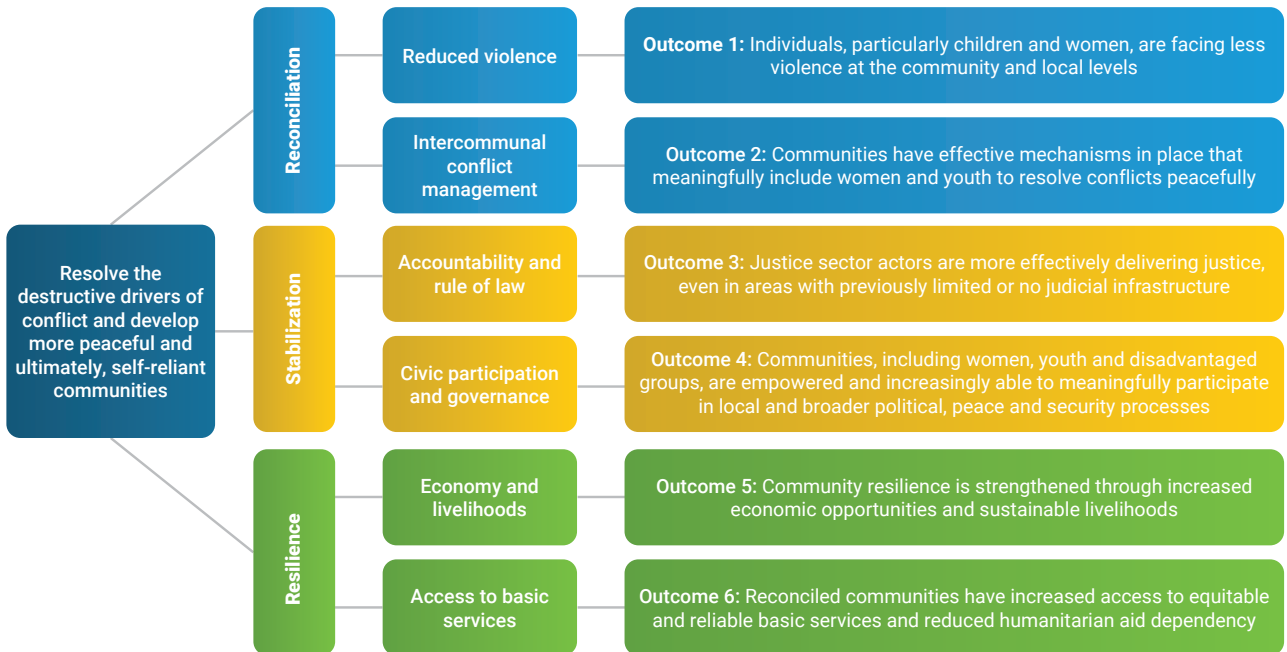 Resolve the
destructive drivers of
conflict and develop
more peaceful and
ultimately, self-reliant
communities
Reconciliation
Reduced violence
Outcome 1: Individuals, particularly children and women, are facing less
violence at the community and local levels
Intercommunal
conflict
management
Outcome 2: Communities have effective mechanisms in place that
meaningfully include women and youth to resolve conflicts peacefully
Stabilization
Accountability and
rule of law
Outcome 3: Justice sector actors are more effectively delivering justice,
even in areas with previously limited or no judicial infrastructure
Civic participation
and governance
Outcome 4: Communities, including women, youth and disadvantaged
groups, are empowered and increasingly able to meaningfully participate
in local and broader political, peace and security processes
Resilience
Economy and
livelihoods
Outcome 5: Community resilience is strengthened through increased
economic opportunities and sustainable livelihoods
Access to basic
services
Outcome 6: Reconciled communities have increased access to equitable
and reliable basic services and reduced humanitarian aid dependency